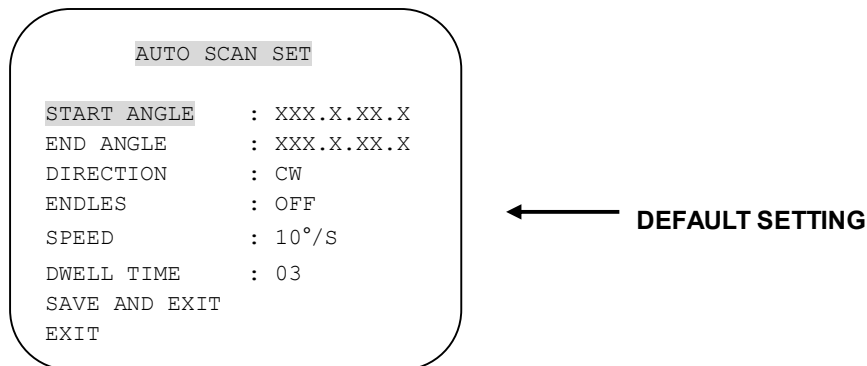 AUTO SCAN SET
START ANGLE : XXX.X.XX.X
END ANGLE : XXX.X.XX.X
DIRECTION : CW
ENDLES : OFF
SPEED : 10°/S
DWELL TIME : 03
SAVE AND EXIT
EXIT
DEFAULT SETTING